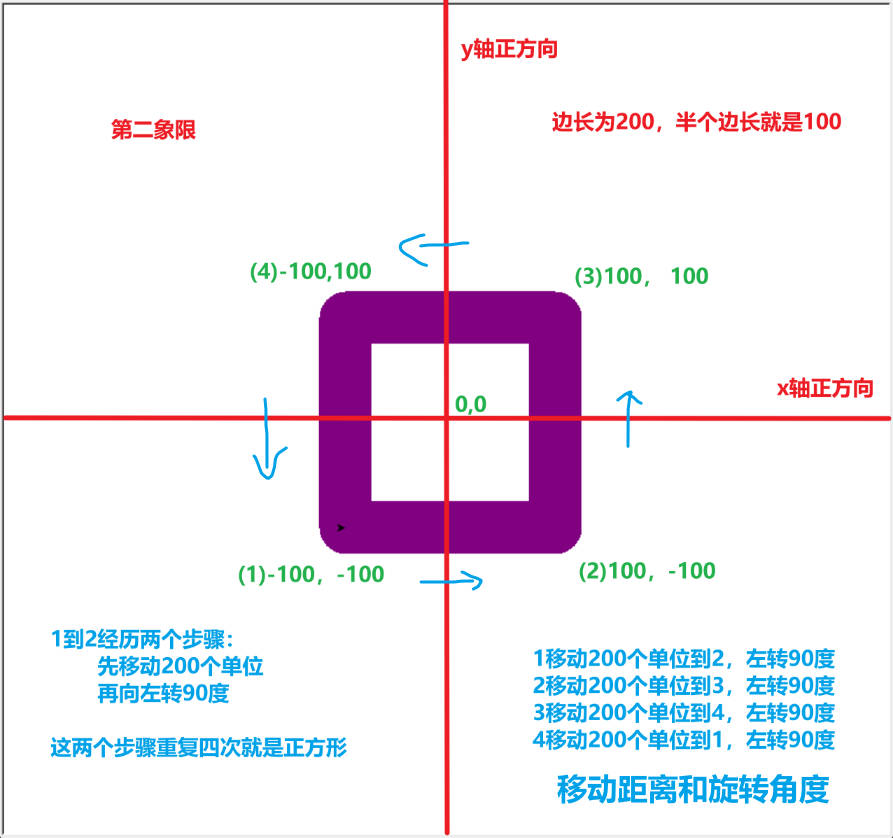 y轴正方向
第二象限
边长为200，半个边长就是100
(4)-100,100
(3)100， 100
x轴正方向
0,0
(1)-100，-100
(2)100，-100
1到2经历两个步骤：
先移动200个单位
再向左转90度
这两个步骤重复四次就是正方形
1移动200个单位到2，左转90度
2移动200个单位到3，左转90度
3移动200个单位到4，左转90度
4移动200个单位到1，左转90度
移动距离和旋转角度